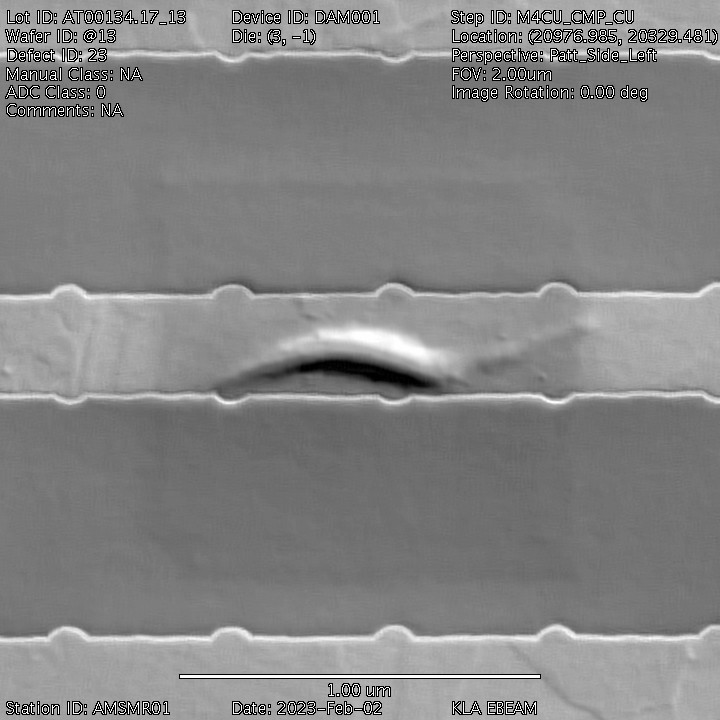 Lot ID: AT00134.17_13 Device ID: DAM001 Step ID: M4CU_CMP_CU
Wafer ID: @13 Die: (3, -1) Location: (20976.985, 20329.481)
Defect ID: 23 Perspective: Patt_Side_Left
Manual Class: NA FOV: 2.00um
ADC Class: 0 Image Rotation: 0.00 deg
Comments: NA
1.00 um
Station ID: AMSMR01 Date: 2023-Feb-02 KLA EBEAM